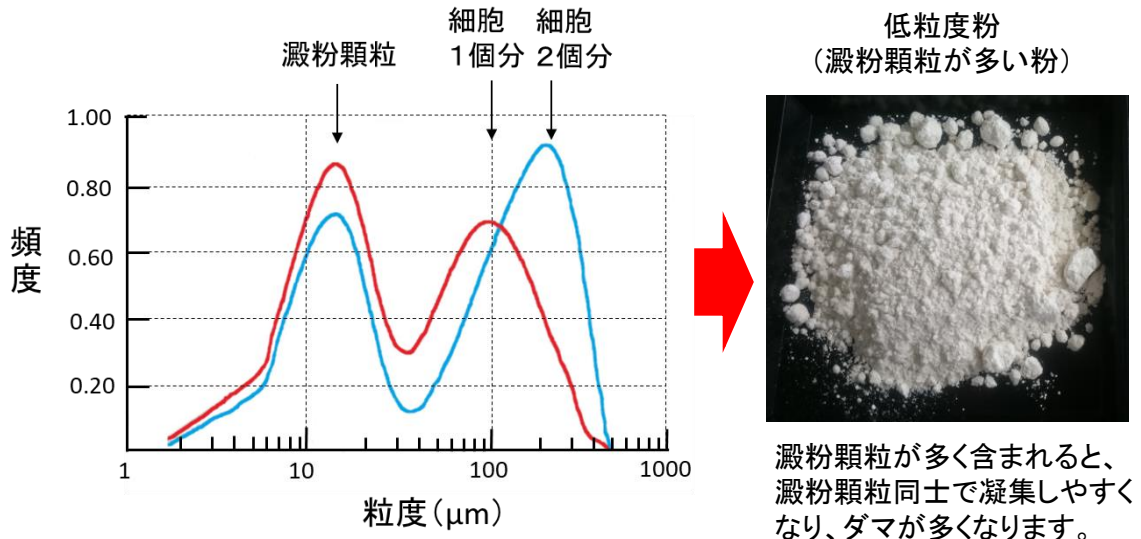 澱粉顆粒
細胞
1個分
細胞
2個分
低粒度粉
（澱粉顆粒が多い粉）
頻度
1.00
0.80
0.60
0.40
0.20
1
10
100
1000
粒度（μm）
澱粉顆粒が多く含まれると、
澱粉顆粒同士で凝集しやすく
なり、ダマが多くなります。